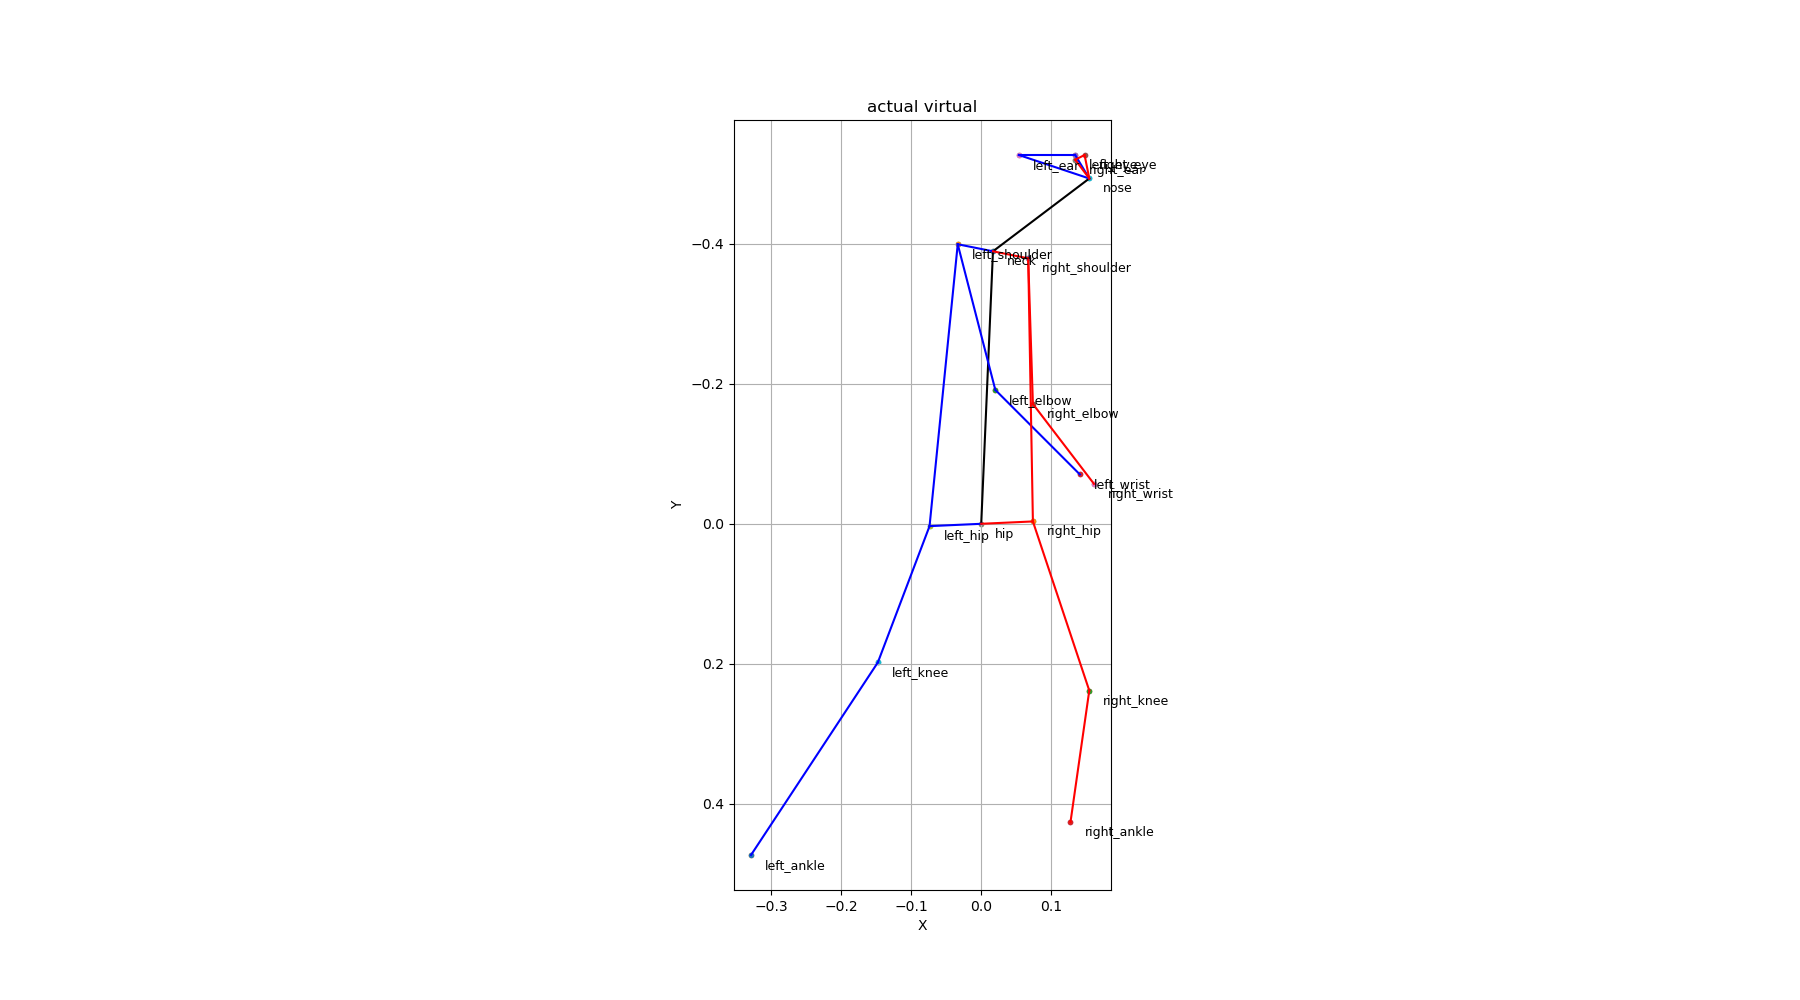 actual virtual
left_ear
right_eye
right_ear
nose
−0.4
left_shoulder
neck
right_shoulder
−0.2
left_elbow
right_elbow
left_wrist
right_wrist
Y
0.0
left_hip
hip
right_hip
0.2
left_knee
right_knee
0.4
right_ankle
left_ankle
−0.3
−0.2
−0.1
0.0
0.1
X